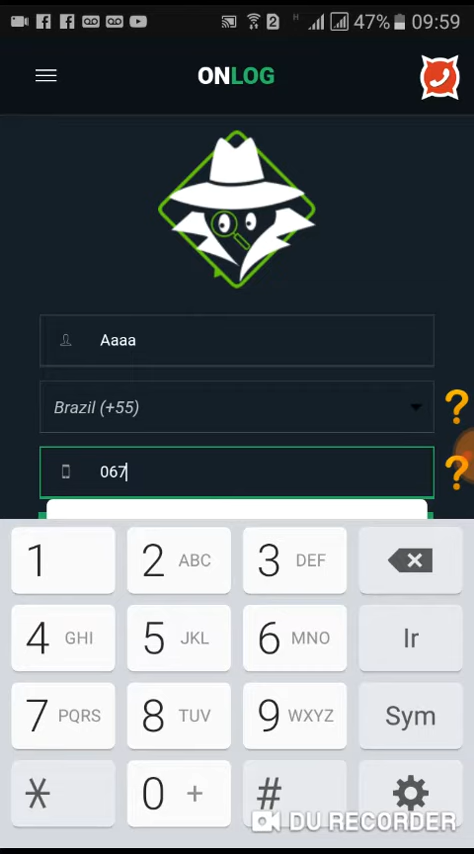 H 2 47% 09:59
ONLOG
Aaaa
Brazil (+55)
?
067
?
1 2 ABC 3 DEF
4 GHI 5 JKL 6 MNO Ir
7 PQRS 8 TUV 9 WXYZ Sym
* 0 + #
DU RECORDER